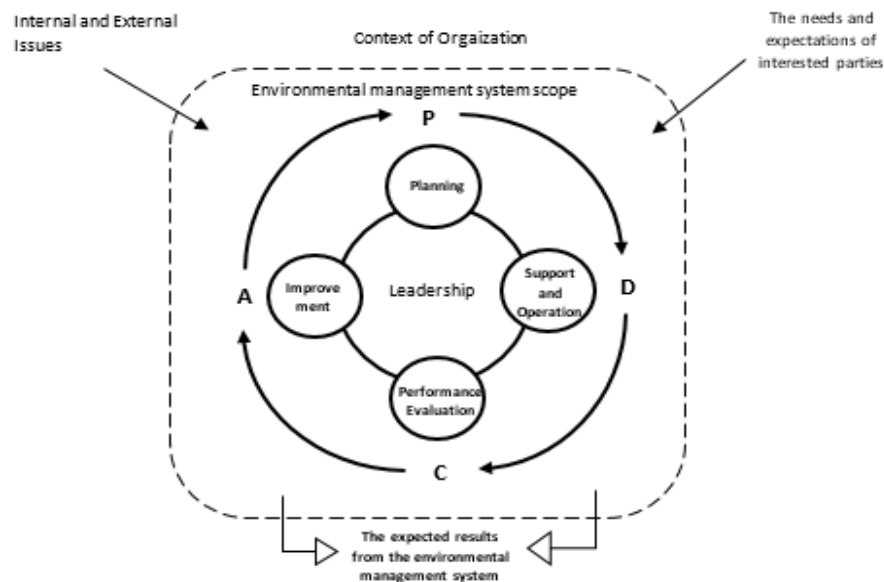 Internal and External
Issues
Context of Orgaization
The needs and
expectations of
interested parties
Environmental management system scope
P
Planning
A
Improve
ment
Leadership
Support
and
Operation
D
Performance
Evaluation
C
The expected results
from the environmental
management system